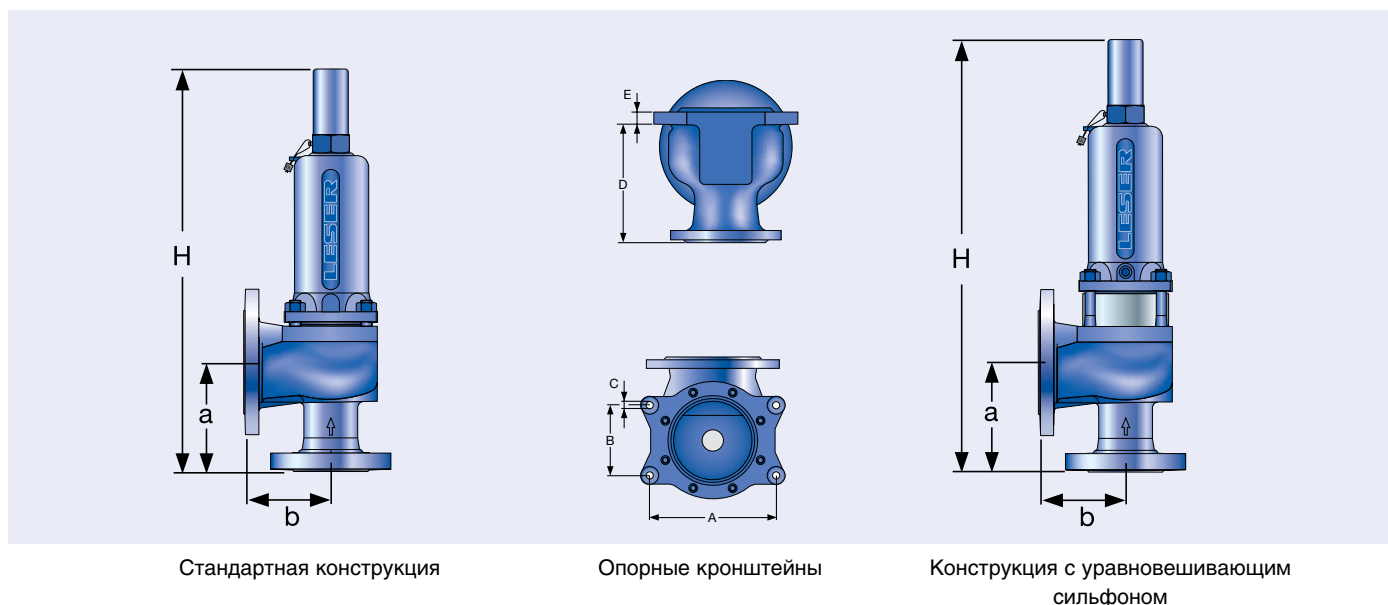 H
a
b
LESER
E
D
C
B
A
H
a
b
LESER
Стандартная конструкция
Опорные кронштейны
Конструкция с уравновешивающим
сильфоном